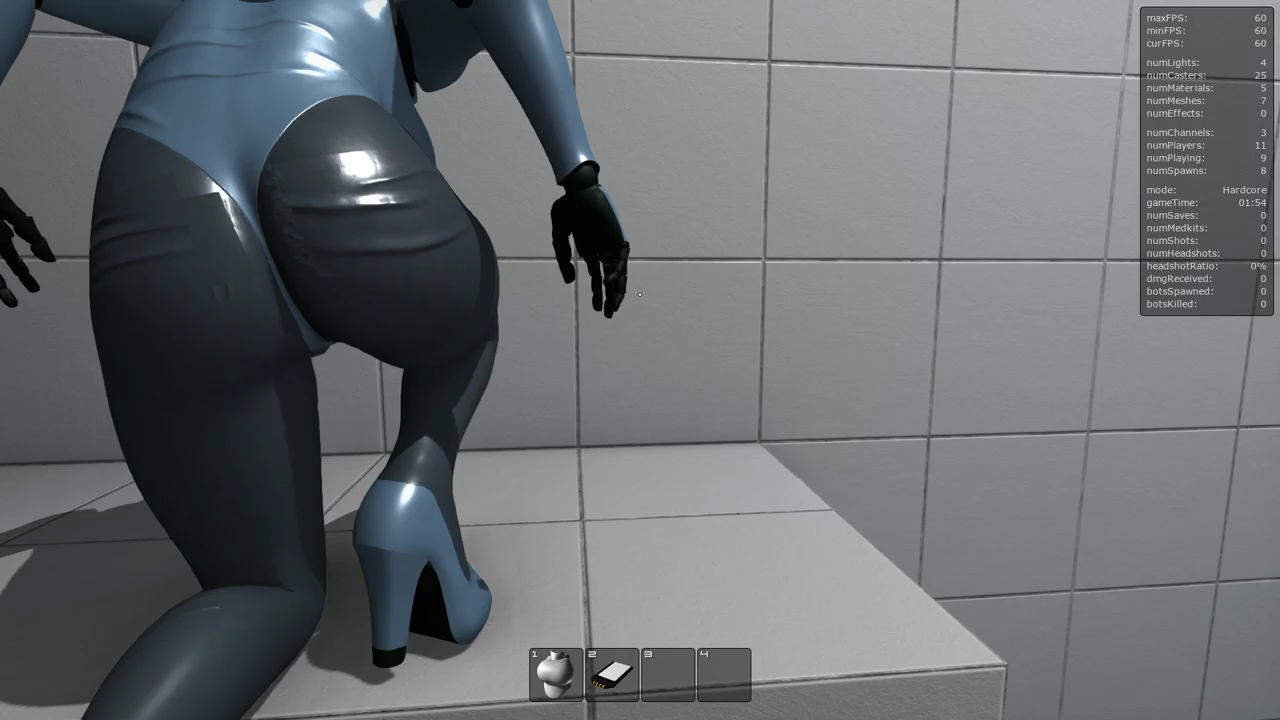 maxFPS: 60
minFPS: 60
curFPS: 60
numLights: 4
numCasters: 25
numMaterials: 5
numMeshes: 7
numEffects: 0
numChannels: 3
numPlayers: 11
numPlaying: 9
numSpawns: 8
mode: Hardcore
gameTime: 01:54
numSaves: 0
numMedkits: 0
numShots: 0
numHeadshots: 0
headshotRatio: 0%
dmgReceived: 0
botsSpawned: 0
botsKilled: 0
1 2 3 4